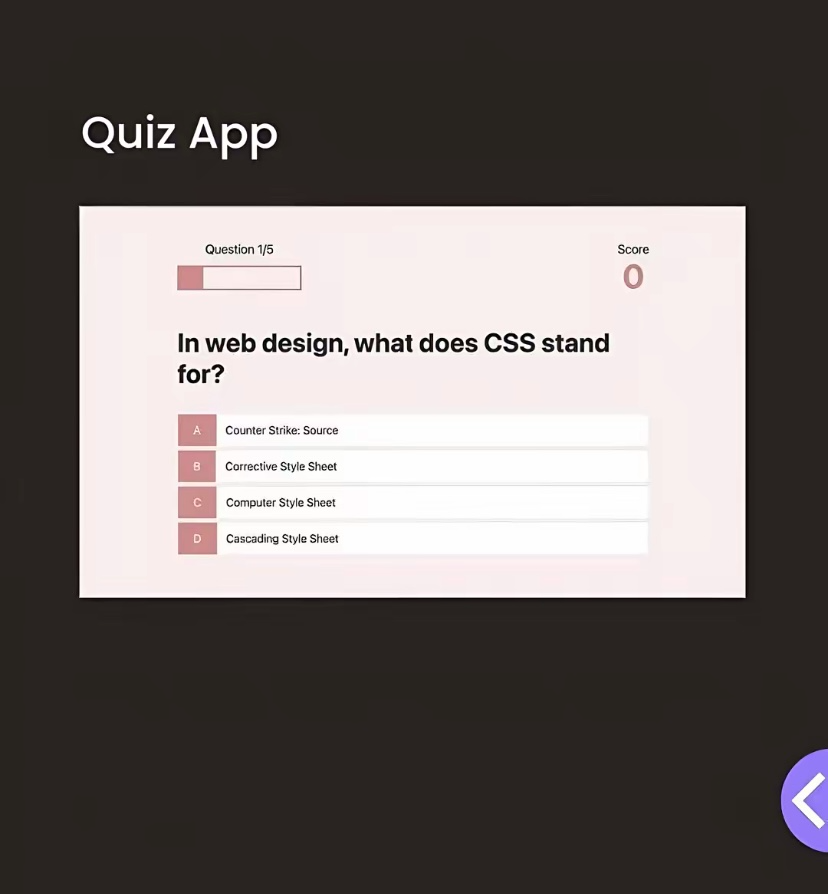 Quiz App
Question 1/5
Score
0
In web design, what does CSS stand
for?
A Counter Strike: Source
B Corrective Style Sheet
C Computer Style Sheet
D Cascading Style Sheet